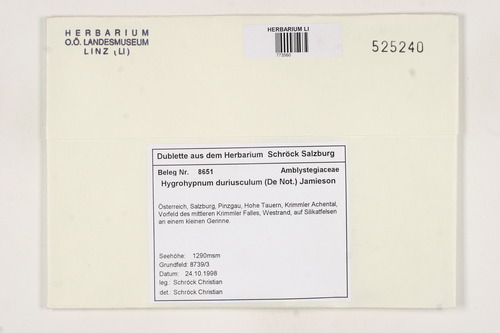 HERBARIUM
O.Ö. LANDESMUSEUM
LINZ (LI)
HERBARIUM LI
773560
525240
Dublette aus dem Herbarium Schröck Salzburg
Beleg Nr. 8651 Amblystegiaceae
Hygrohypnum duriusculum (De Not.) Jamieson
Österreich, Salzburg, Pinzgau, Hohe Tauern, Krimmler Achental,
Vorfeld des mittleren Krimmler Falles, Westrand, auf Silikatfelsen
an einem kleinen Gerinne.
Seehöhe: 1290msm
Grundfeld: 8739/3
Datum: 24.10.1998
leg.: Schröck Christian
det. Schröck Christian